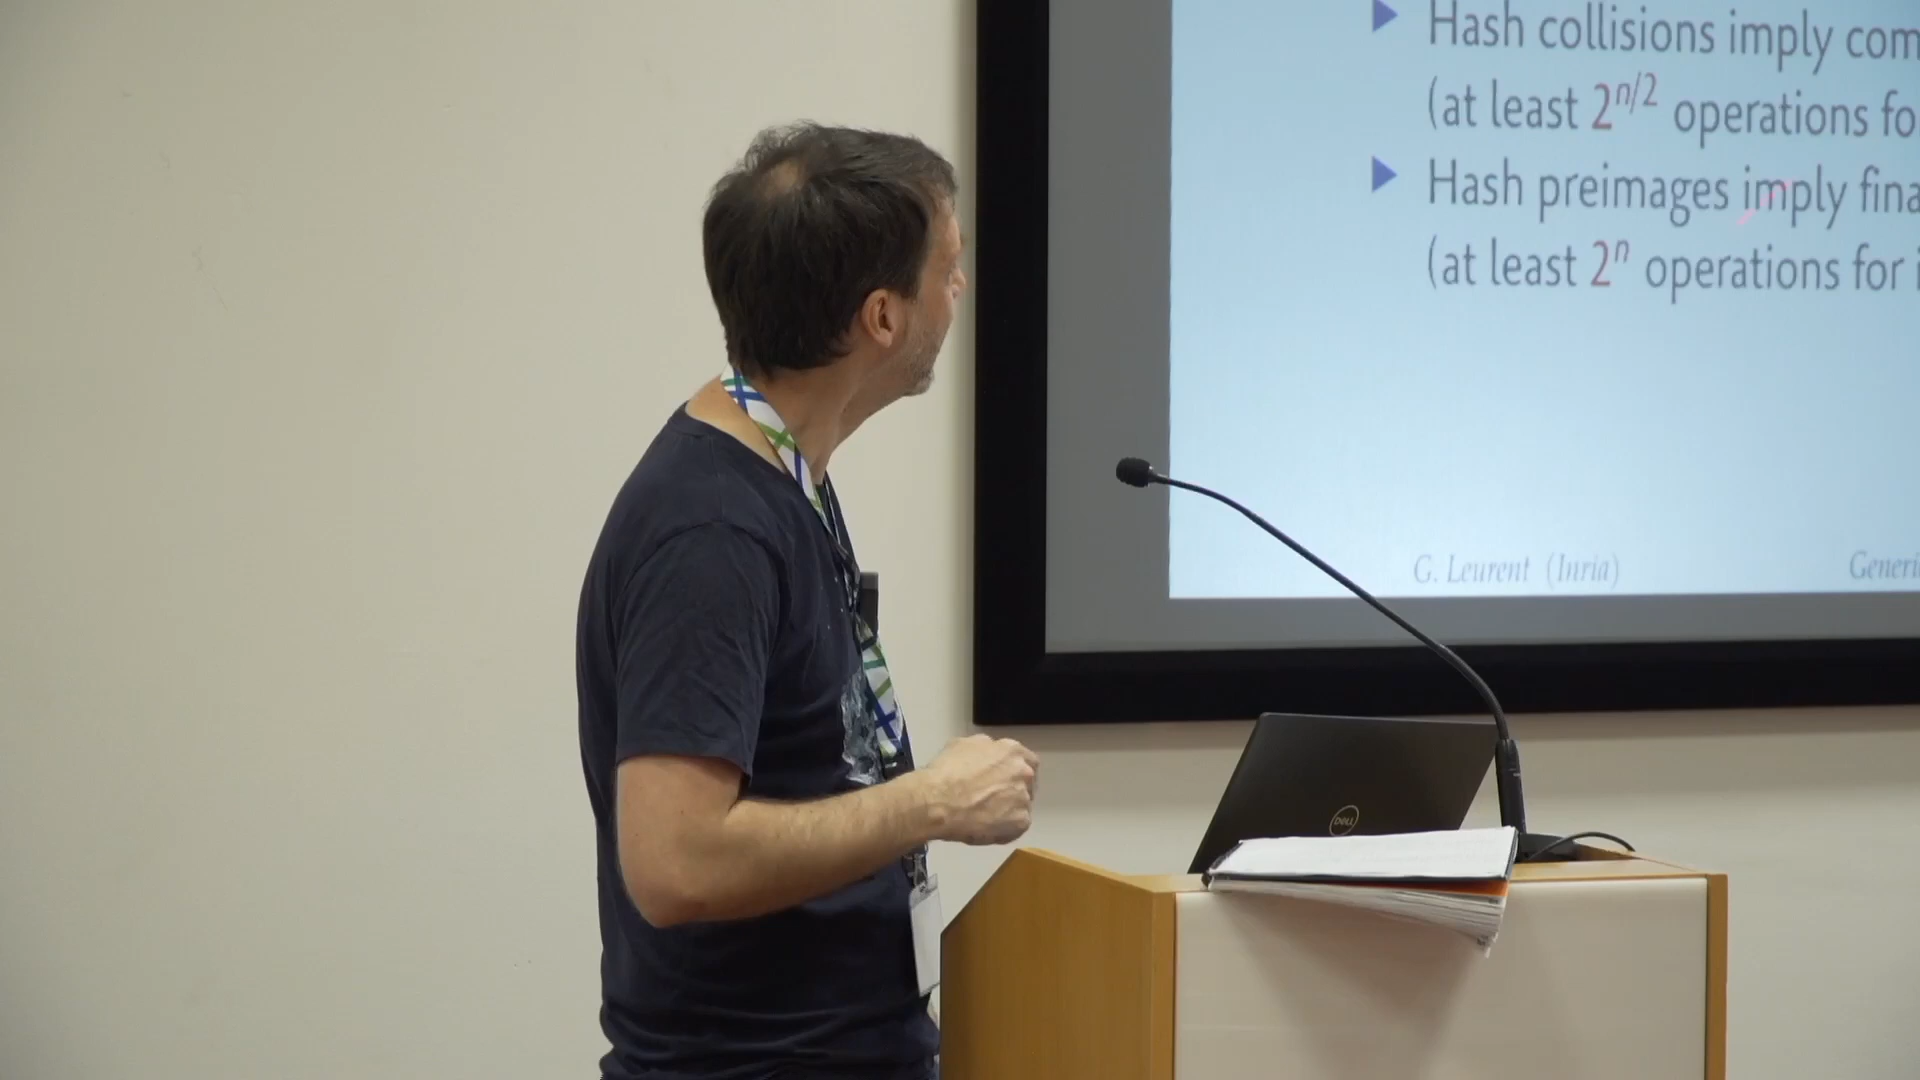 Hash collisions imply com
(at least 2^{n/2} operations fo
Hash preimages imply fina
(at least 2^n operations for i
G. Leurent (Inria)
Generi
DELL